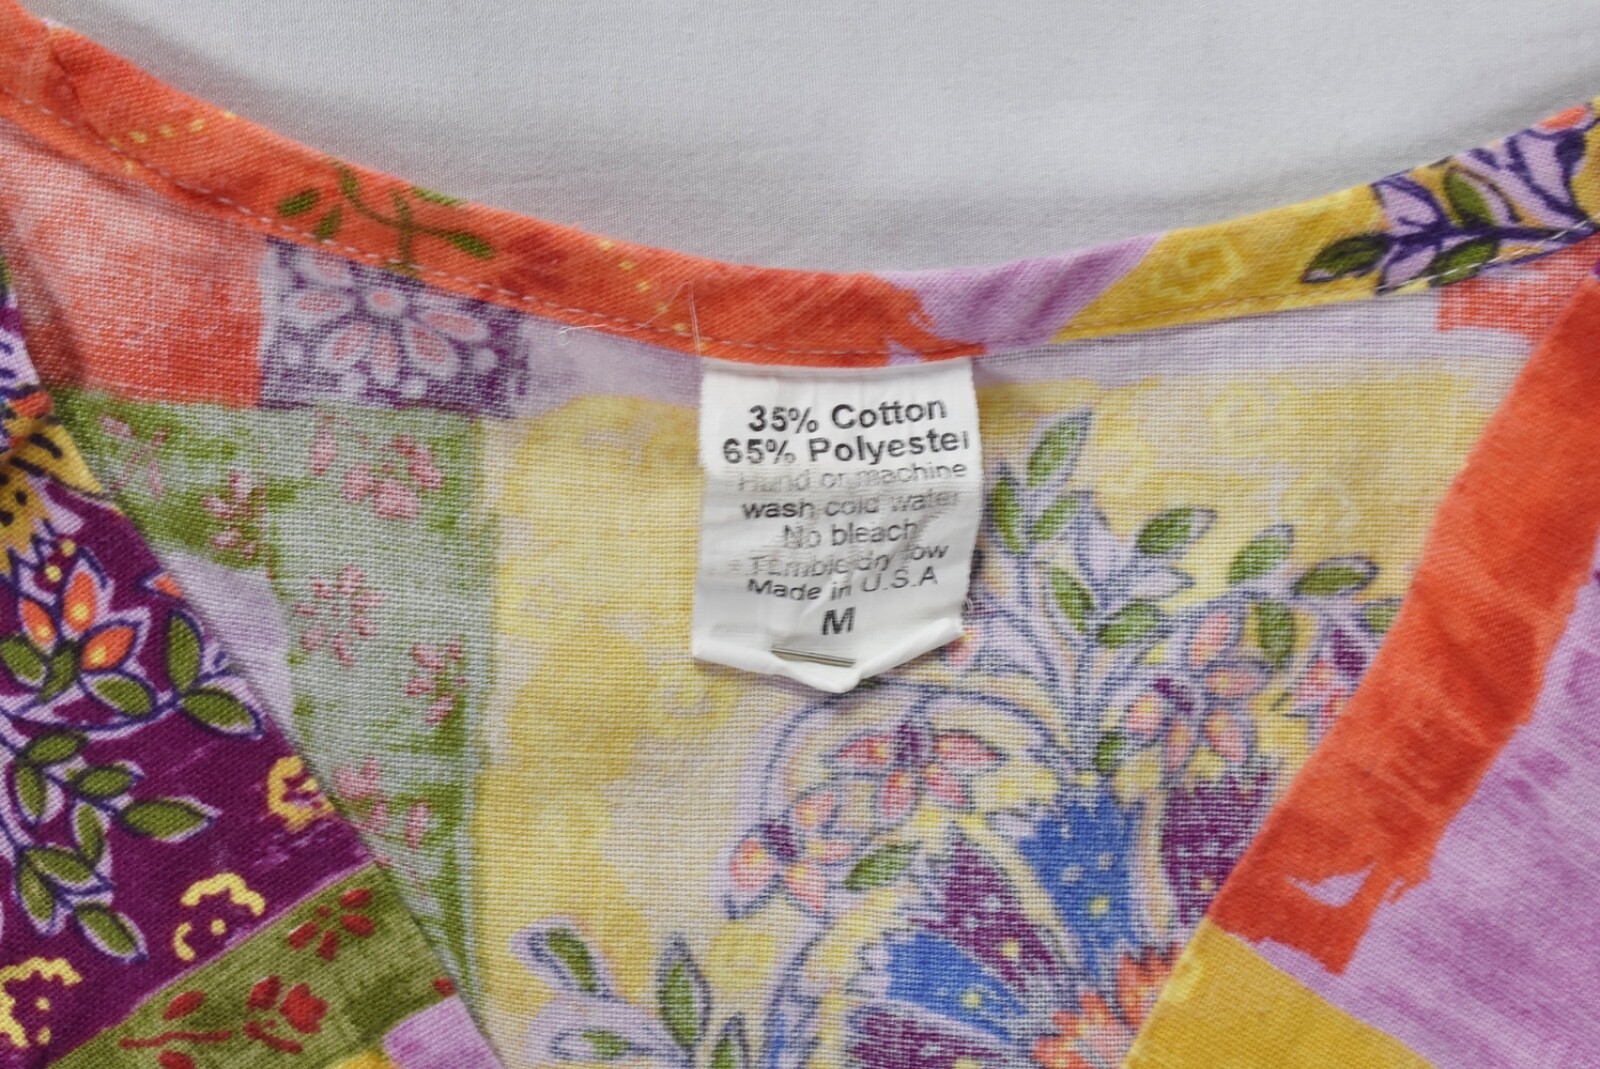 35% Cotton
65% Polyester
Hand or machine
wash cold water
No bleach
Tumble dry low
Made in U.S.A
M